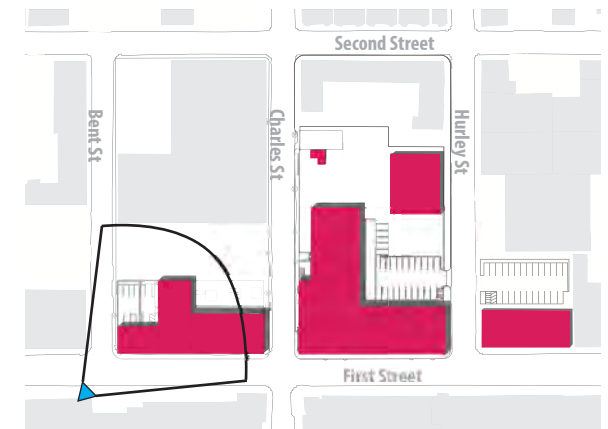 Second Street
Bent St
Charles St
Hurley St
First Street